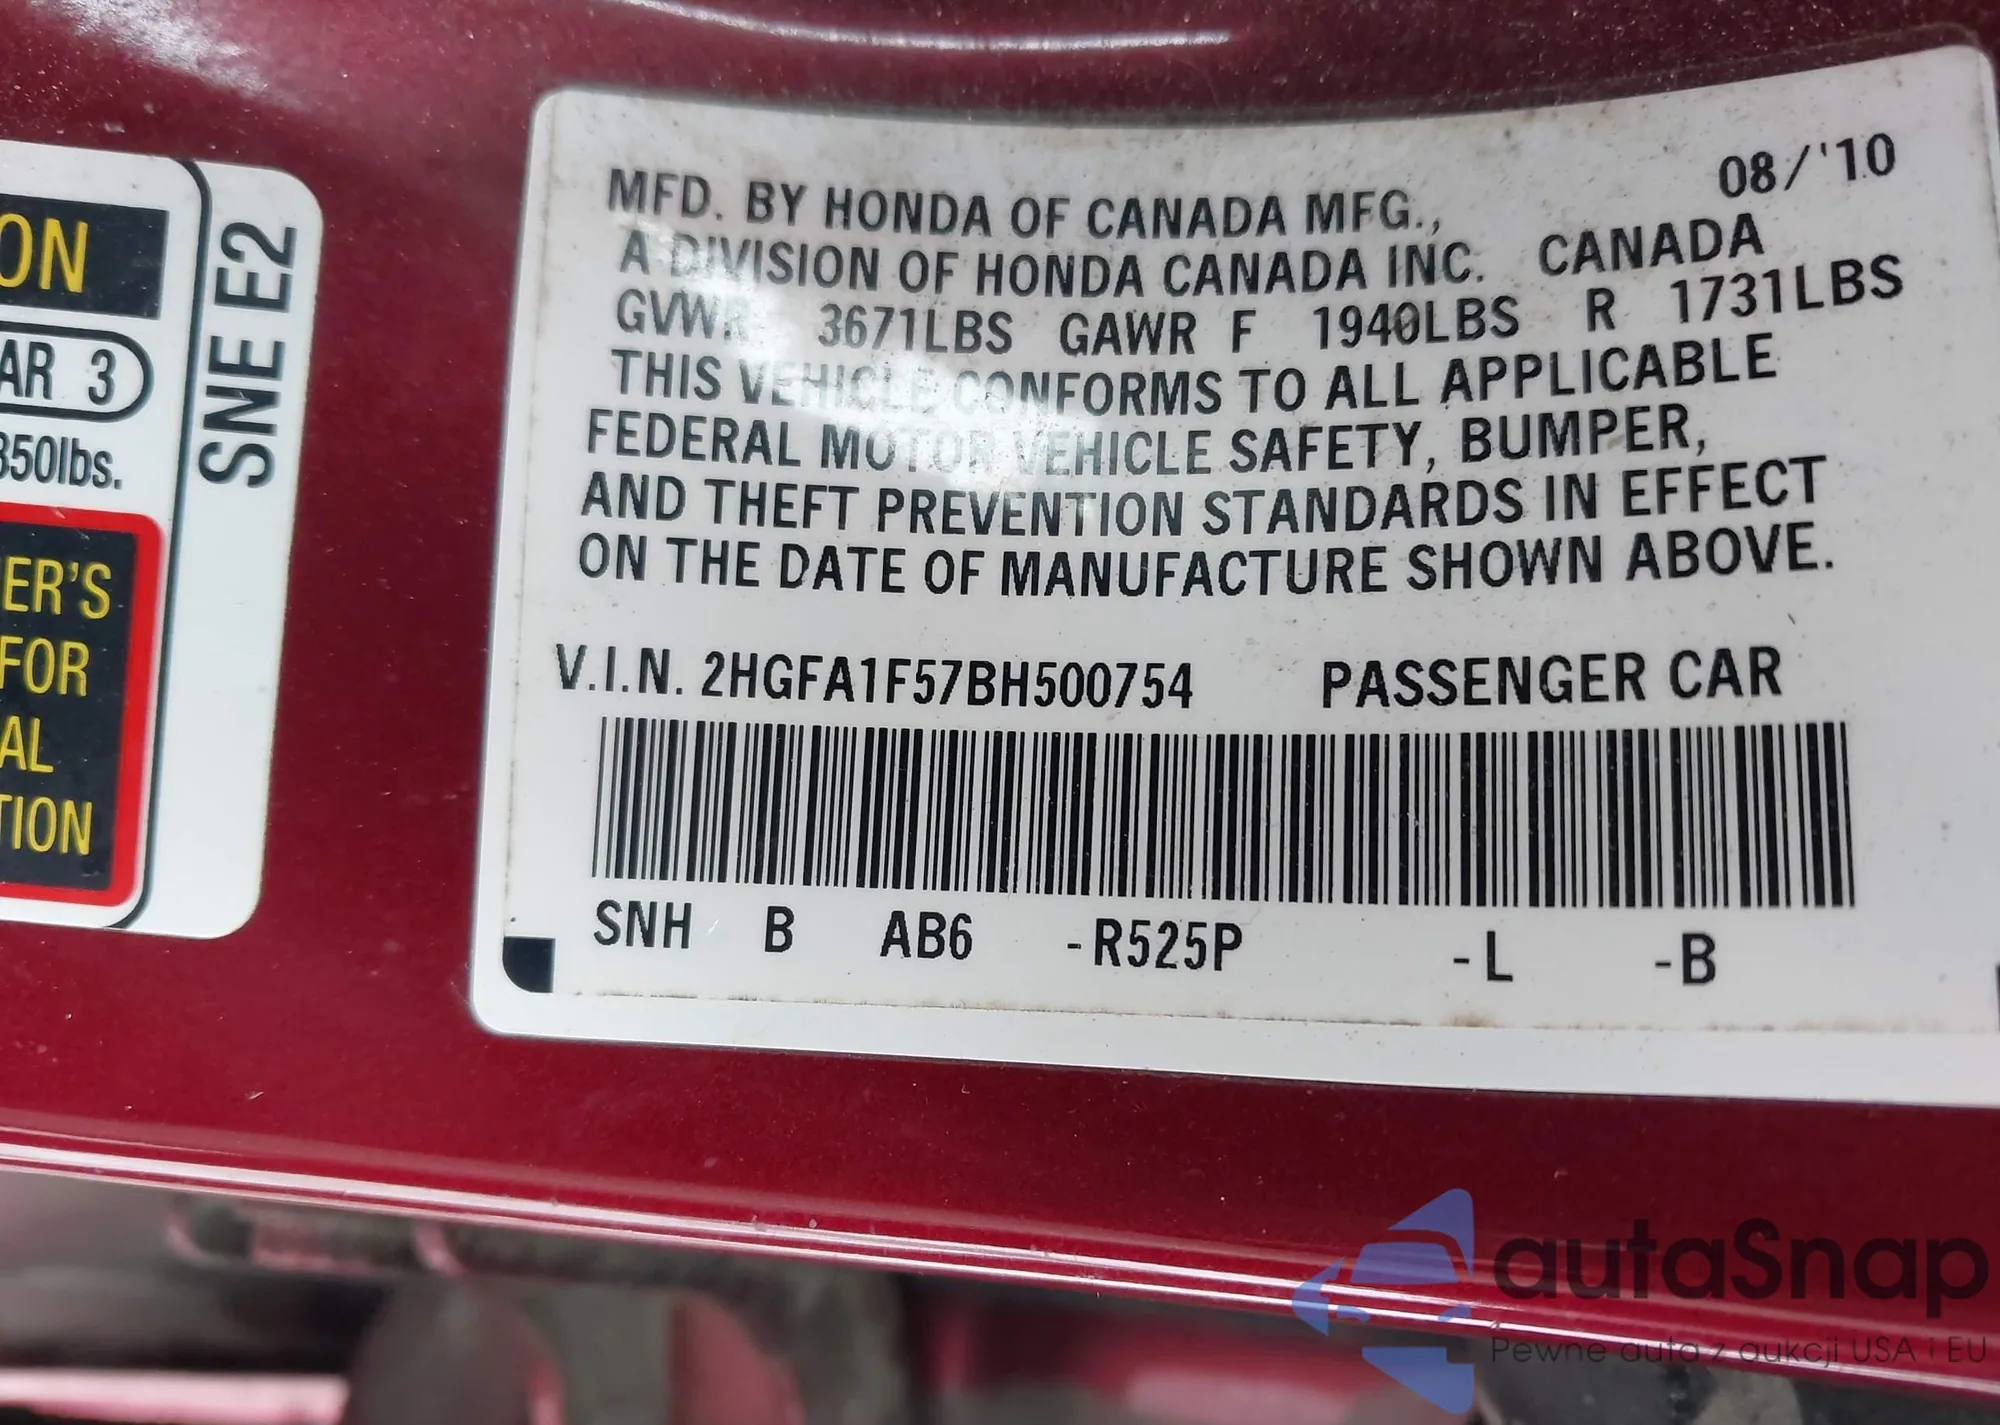 ON
AR 3
350lbs.
ER'S
FOR
AL
TION
SNE E2
08/'10
MFD. BY HONDA OF CANADA MFG.,
A DIVISION OF HONDA CANADA INC. CANADA
GVWR 3671LBS GAWR F 1940LBS R 1731LBS
THIS VEHICLE CONFORMS TO ALL APPLICABLE
FEDERAL MOTOR VEHICLE SAFETY, BUMPER,
AND THEFT PREVENTION STANDARDS IN EFFECT
ON THE DATE OF MANUFACTURE SHOWN ABOVE.
V.I.N. 2HGFA1F57BH500754 PASSENGER CAR
SNH B AB6 -R525P -L -B
autaSnap
Pewne auta z aukcji USA i EU